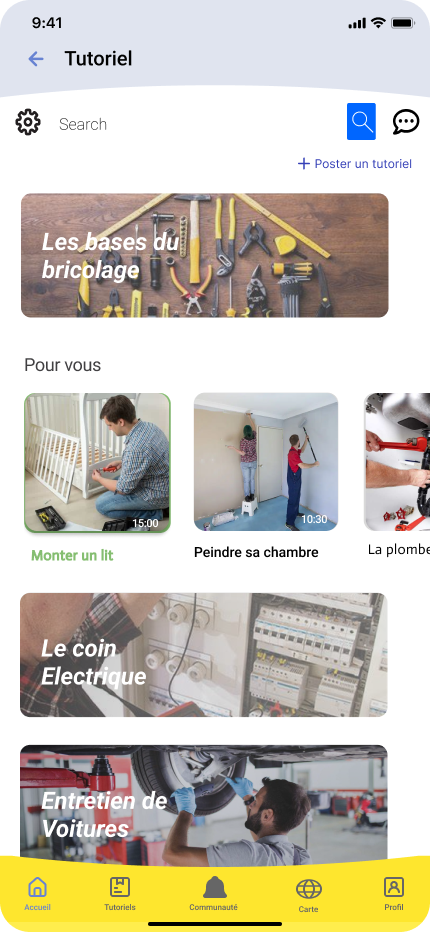 9:41
Tutoriel
Search
Poster un tutoriel
Les bases du
bricolage
Pour vous
15:00
10:30
Monter un lit
Peindre sa chambre
La plombe
Le coin
Electrique
Entretien de
Voitures
Accueil
Tutoriels
Communauté
Carte
Profil